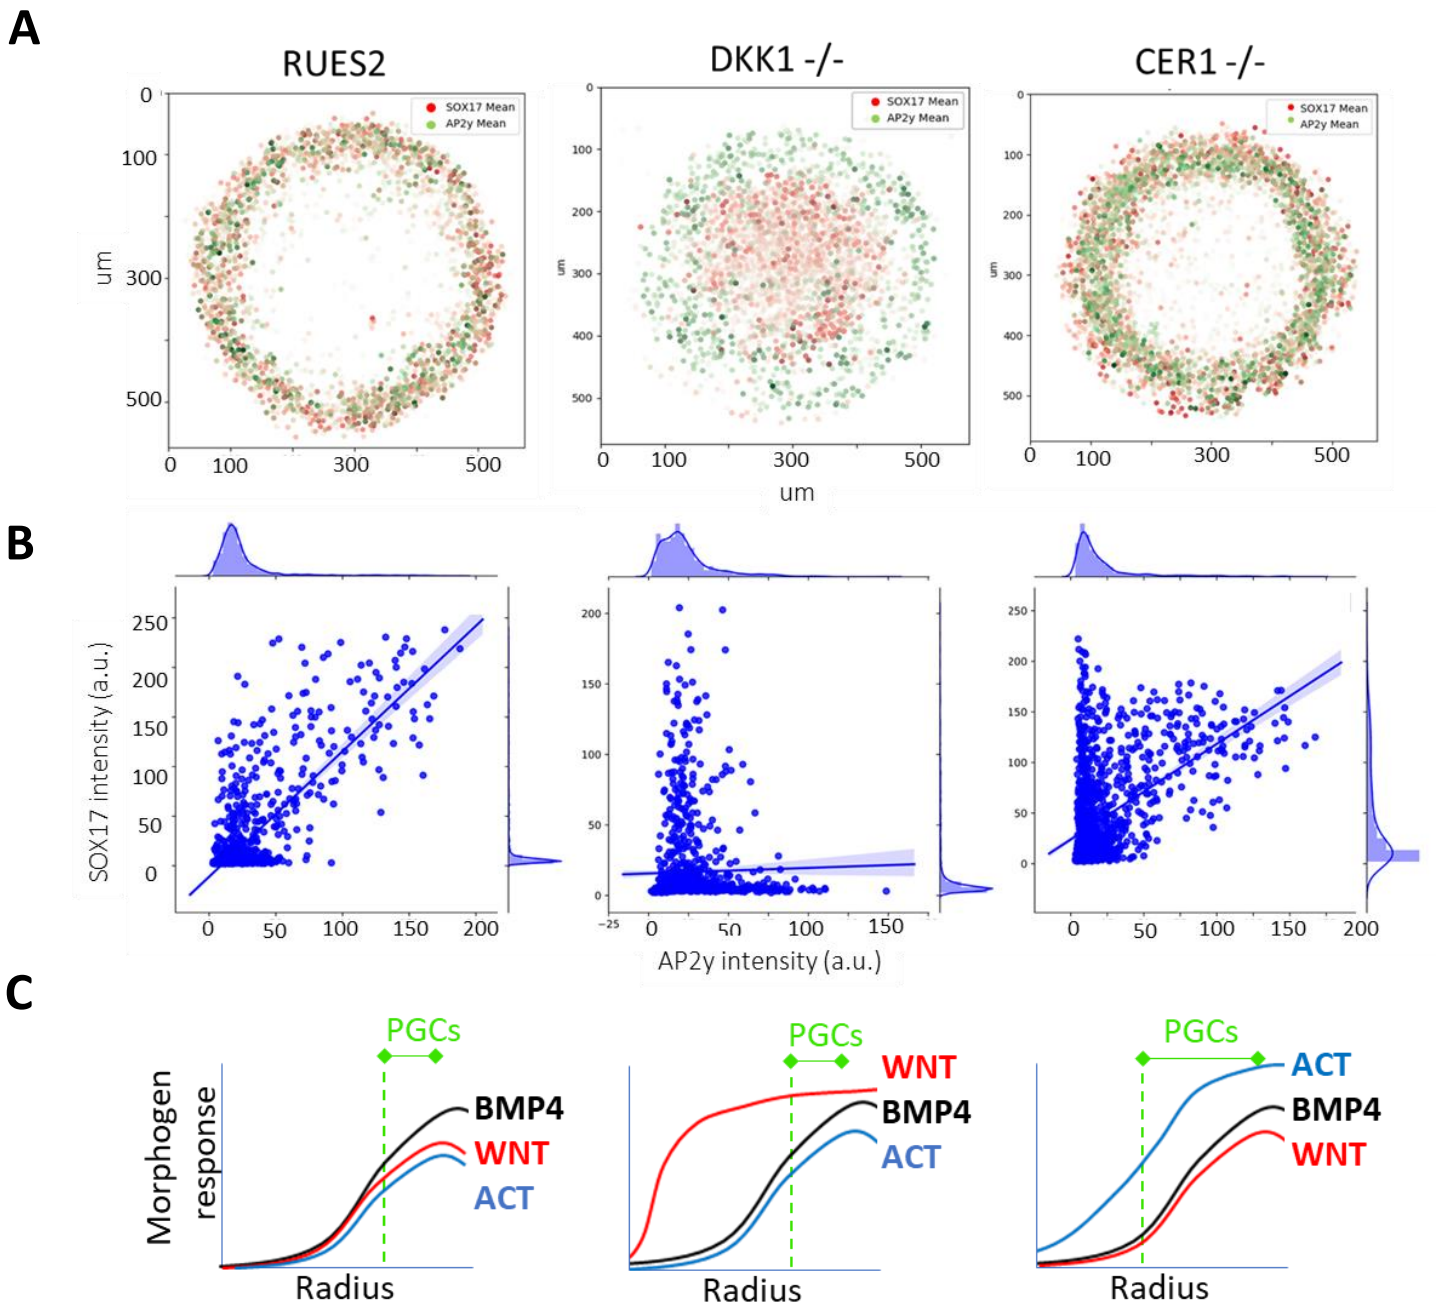 A
RUES2
DKK1 -/-
CER1 -/-
SOX17 Mean
AP2y Mean
SOX17 Mean
AP2y Mean
SOX17 Mean
AP2y Mean
0
100
300
500
um
0
100
300
500
0
100
200
300
400
500
um
0
100
300
500
um
0
100
200
300
400
500
um
0
100
300
500
B
SOX17 intensity (a.u.)
250
200
150
100
50
0
0
50
100
150
200
200
150
100
50
0
−25
0
50
100
150
AP2y intensity (a.u.)
250
200
150
100
50
0
0
50
100
150
200
C
Morphogen
response
PGCs
BMP4
WNT
ACT
Radius
PGCs
WNT
BMP4
ACT
Radius
PGCs
ACT
BMP4
WNT
Radius